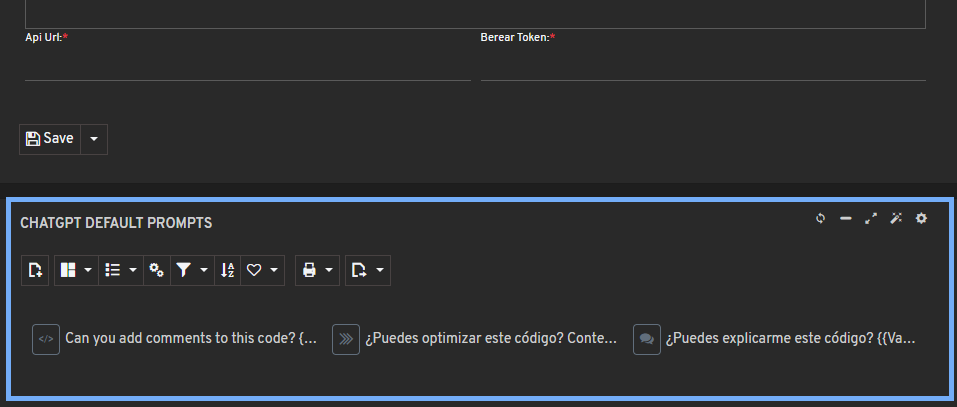 Api Url:*
Berear Token:*
Save
CHATGPT DEFAULT PROMPTS
Can you add comments to this code? {...
¿Puedes optimizar este código? Conte...
¿Puedes explicarme este código? {{Va...